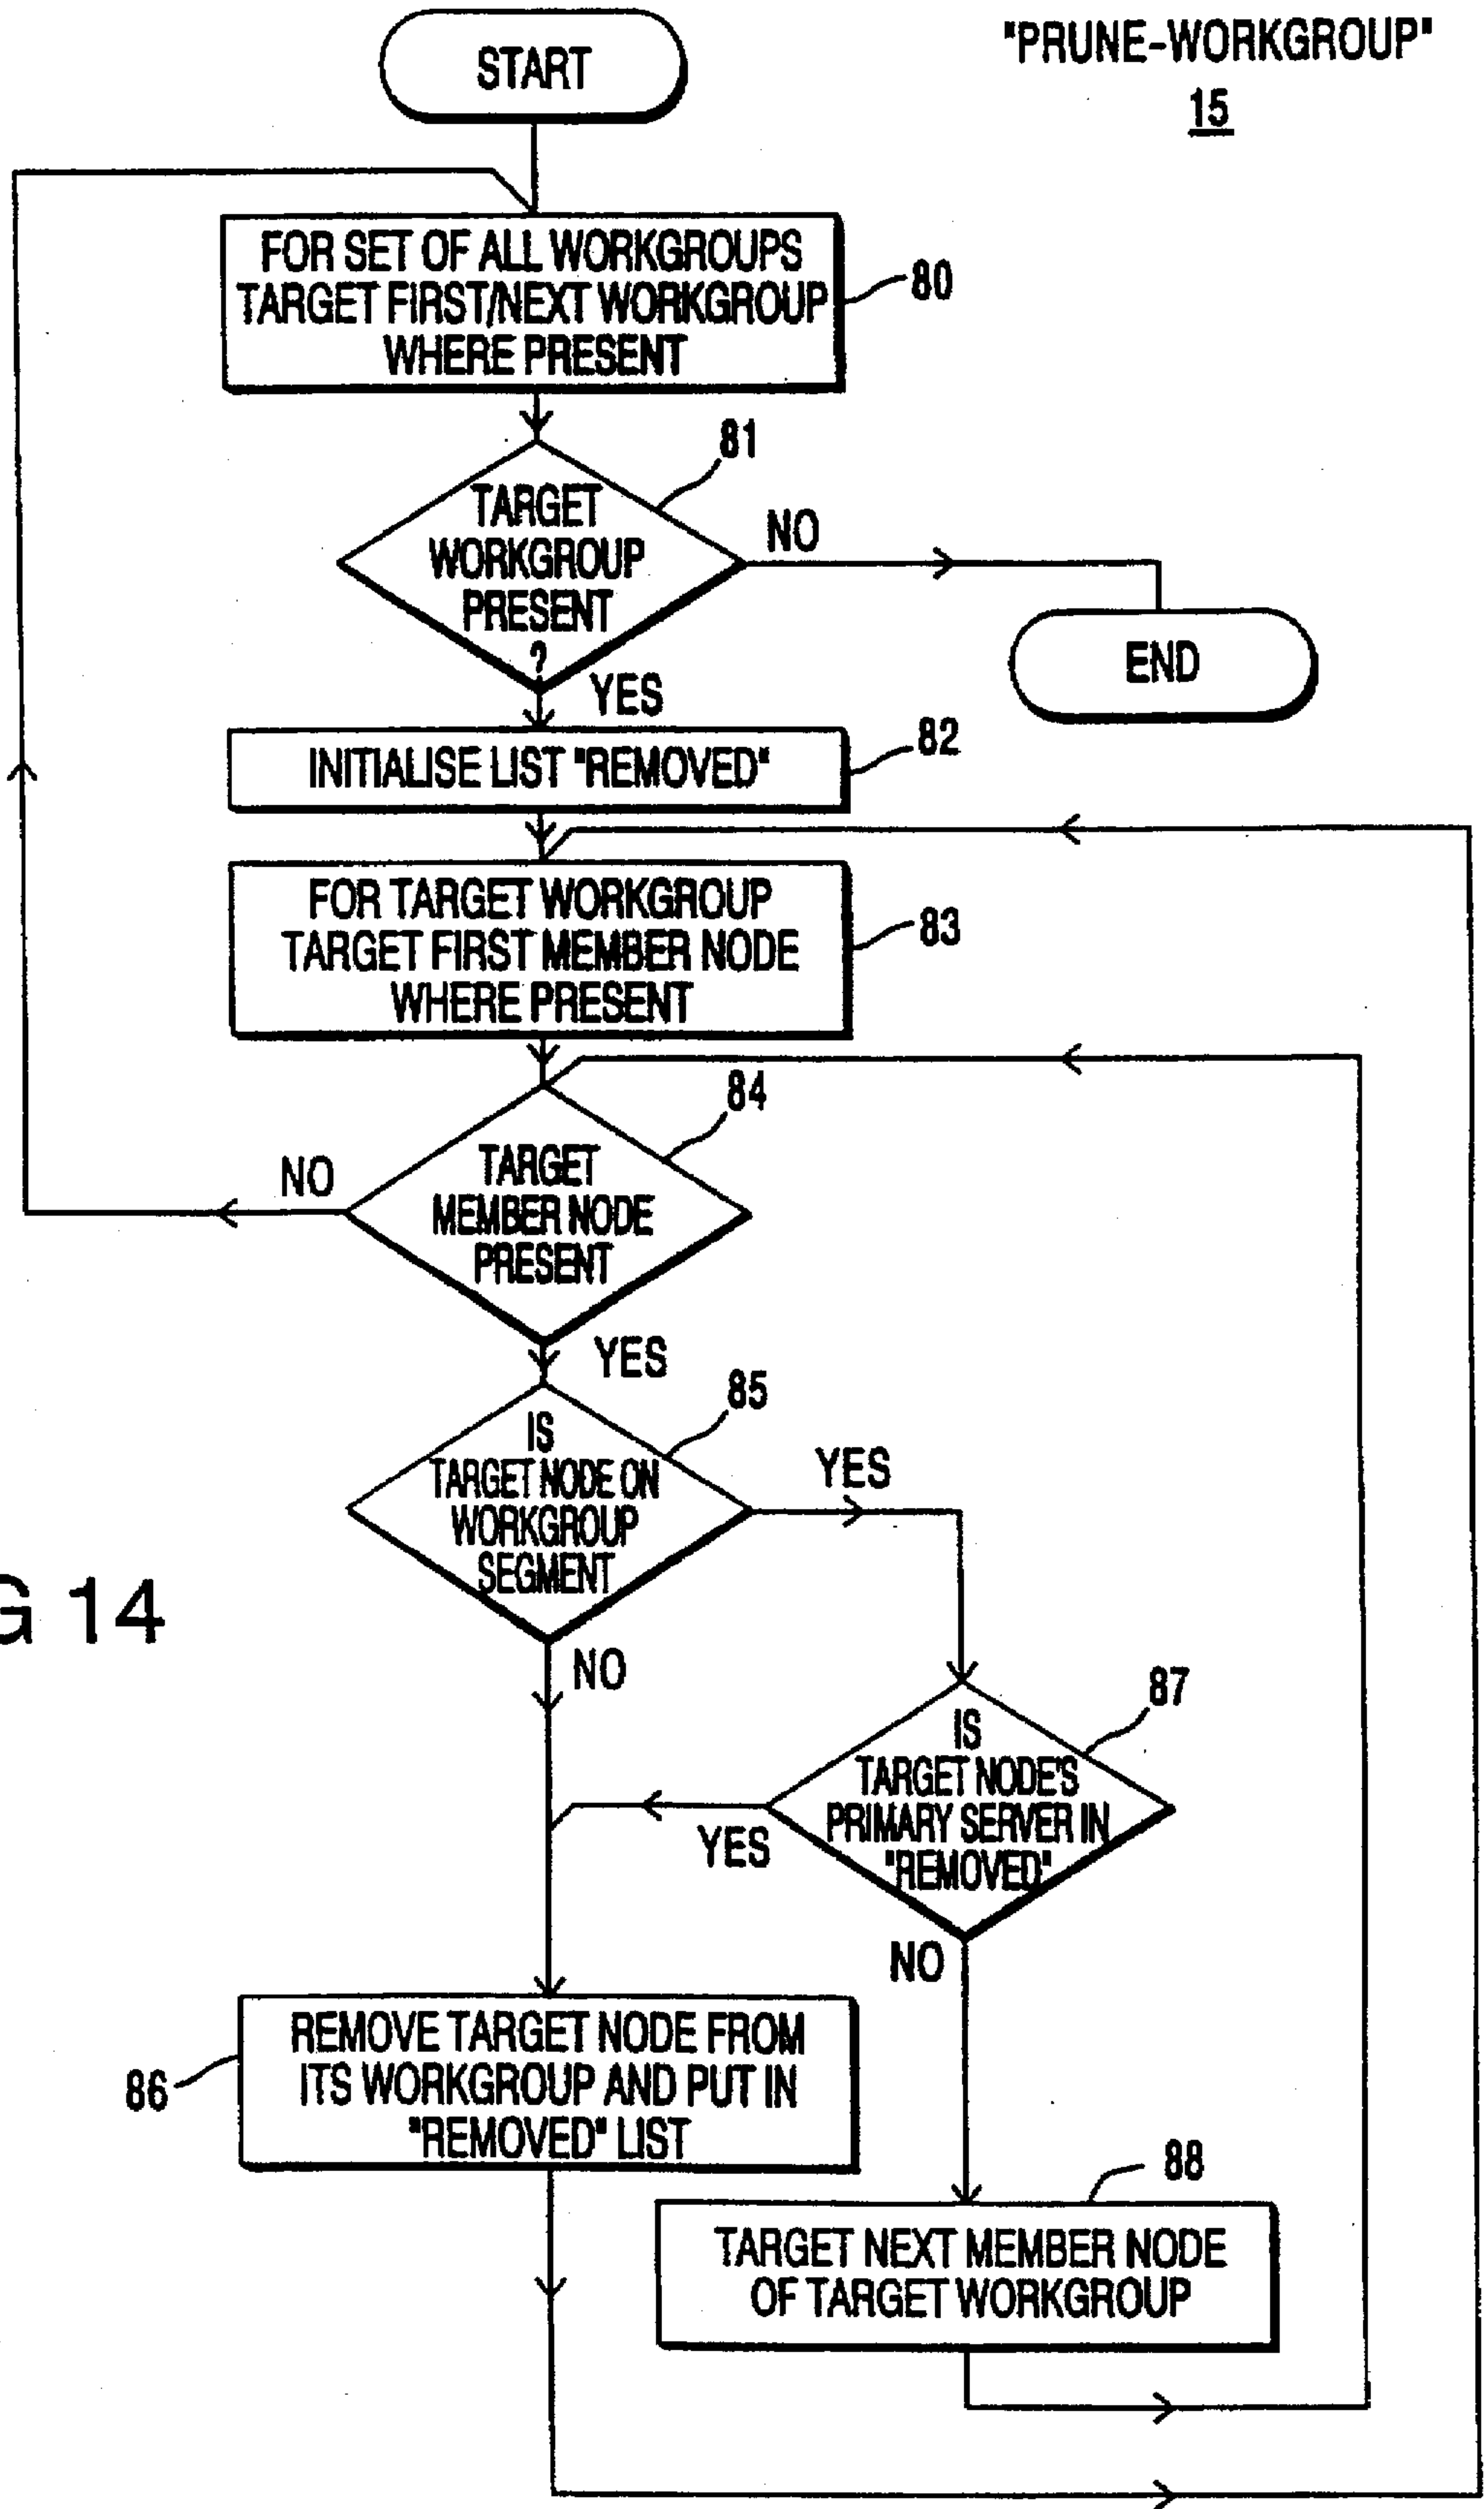 START
"PRUNE-WORKGROUP"
15
FOR SET OF ALL WORKGROUPS
TARGET FIRST/NEXT WORKGROUP
WHERE PRESENT
80
81
TARGET
WORKGROUP
PRESENT
?
NO
END
YES
INITIALISE LIST "REMOVED"
82
FOR TARGET WORKGROUP
TARGET FIRST MEMBER NODE
WHERE PRESENT
83
84
TARGET
MEMBER NODE
PRESENT
NO
YES
85
IS
TARGET NODE ON
WORKGROUP
SEGMENT
YES
G 14
NO
87
IS
TARGET NODE'S
PRIMARY SERVER IN
"REMOVED"
YES
NO
REMOVE TARGET NODE FROM
ITS WORKGROUP AND PUT IN
"REMOVED" LIST
86
88
TARGET NEXT MEMBER NODE
OF TARGET WORKGROUP